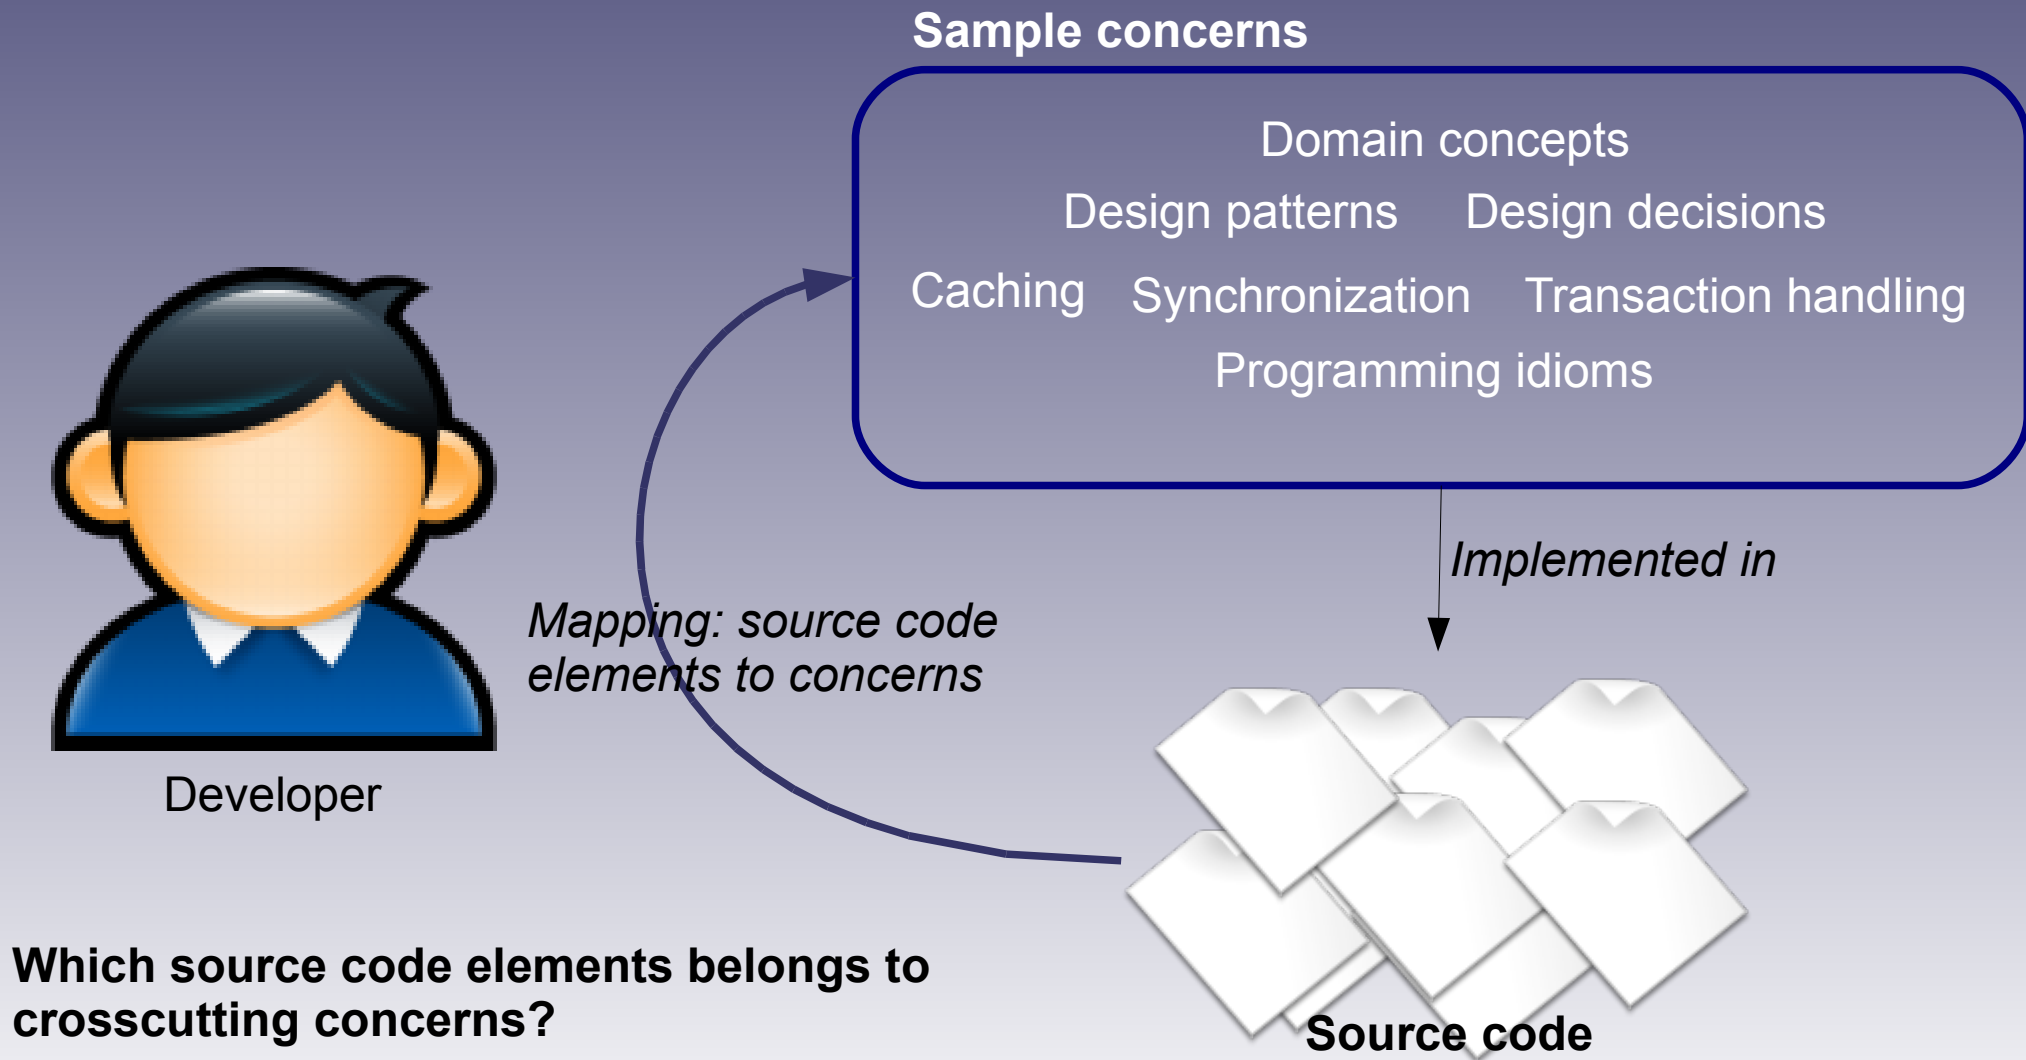 Sample concerns
Domain concepts
Design patterns Design decisions
Caching Synchronization Transaction handling
Programming idioms
Implemented in
Mapping: source code
elements to concerns
Developer
Which source code elements belongs to
crosscutting concerns?
Source code